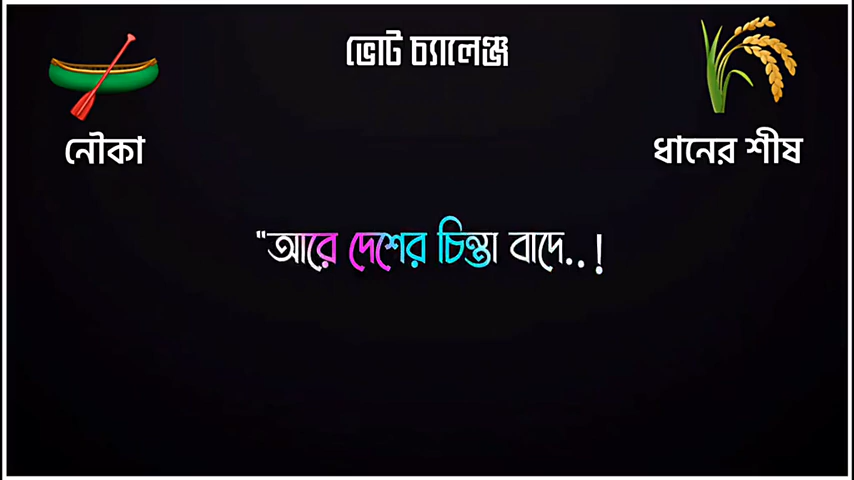 ভোট চ্যালেঞ্জ
নৌকা
ধানের শীষ
"আরে দেশের চিন্তা বাদে..!